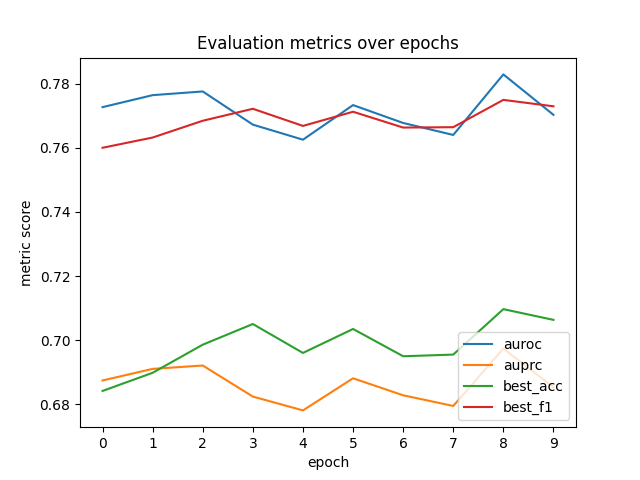 Evaluation metrics over epochs
metric score
0.78
0.76
0.74
0.72
0.70
0.68
auroc
auprc
best_acc
best_f1
0 1 2 3 4 5 6 7 8 9
epoch